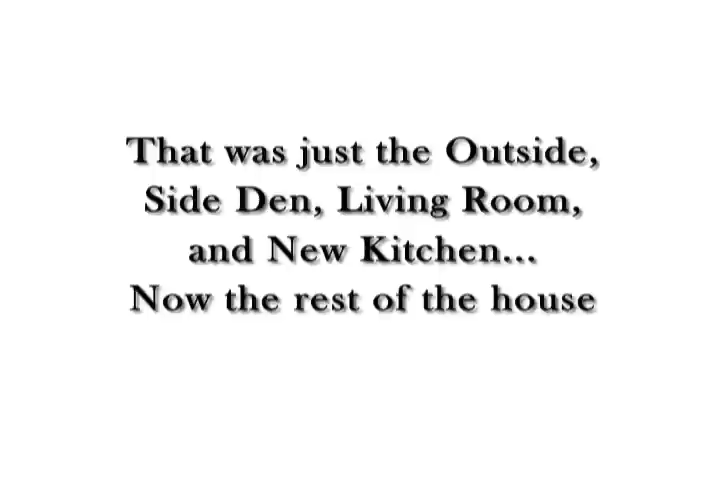 That was just the Outside,
Side Den, Living Room,
and New Kitchen...
Now the rest of the house